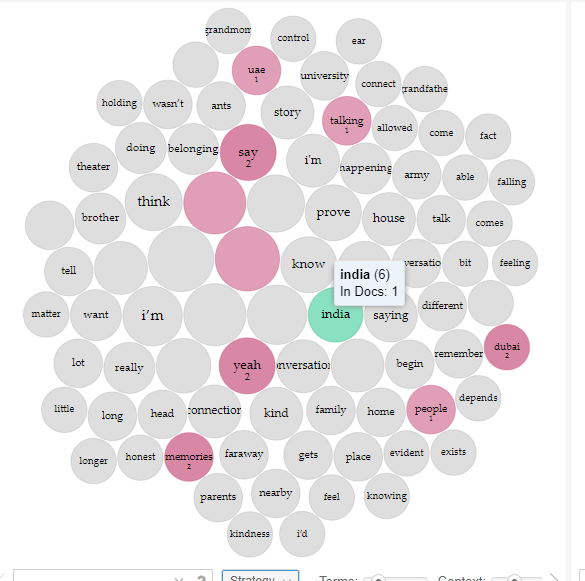 grandmom
control
ear
uae
1
university
connect
grandfathe
holding
wasn't
ants
story
talking
1
allowed
come
fact
doing
belonging
say
2
i'm
happening
army
able
falling
theater
think
prove
house
talk
comes
brother
know
versatio
bit
feeling
tell
india (6)
In Docs: 1
matter
want
i'm
india
saying
different
lot
really
yeah
2
onversation
begin
remember
dubai
2
little
long
head
connection
kind
family
home
people
1
depends
longer
honest
memories
2
faraway
gets
place
evident
exists
parents
nearby
feel
knowing
kindness
i'd
?
Strategy
Terms:
Context: